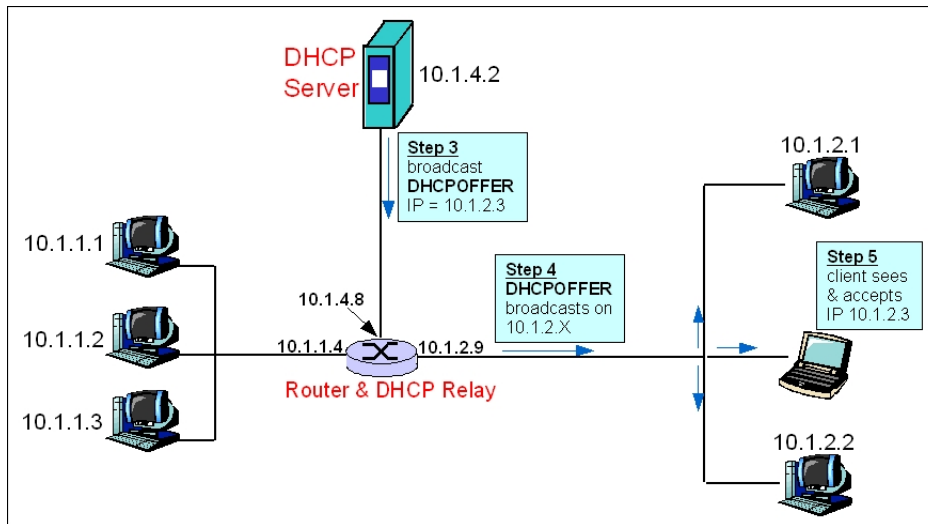 DHCP
Server
10.1.4.2
Step 3
broadcast
DHCPOFFER
IP = 10.1.2.3
10.1.2.1
10.1.1.1
Step 4
DHCPOFFER
broadcasts on
10.1.2.X
Step 5
client sees
& accepts
IP 10.1.2.3
10.1.4.8
10.1.1.2
10.1.1.4
10.1.2.9
Router & DHCP Relay
10.1.1.3
10.1.2.2